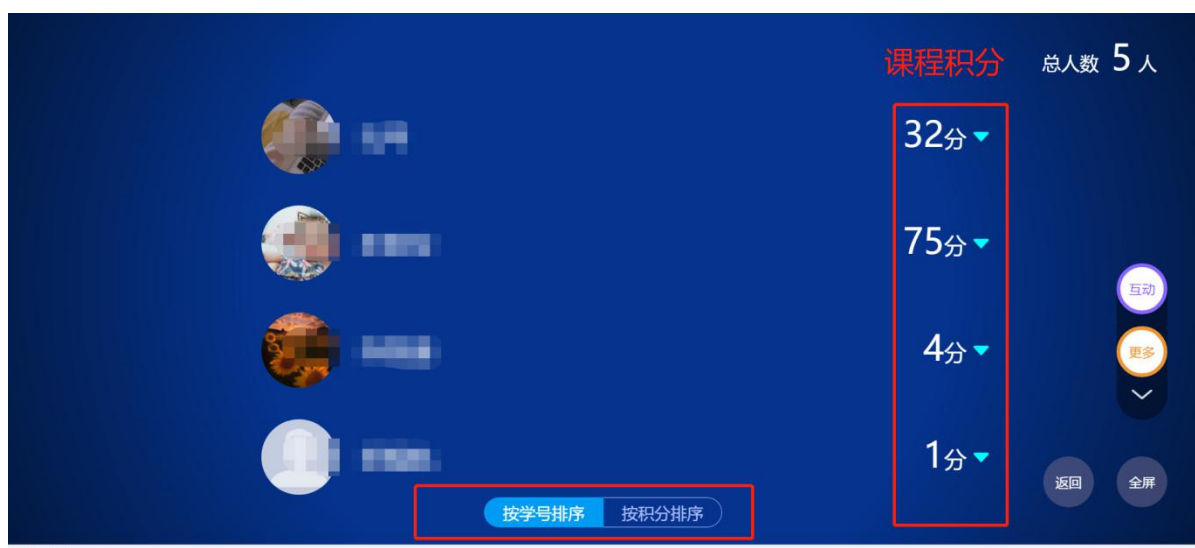 课程积分
总人数 5 人
32分
75分
互动
4分
更多
1分
返回
全屏
按学号排序
按积分排序